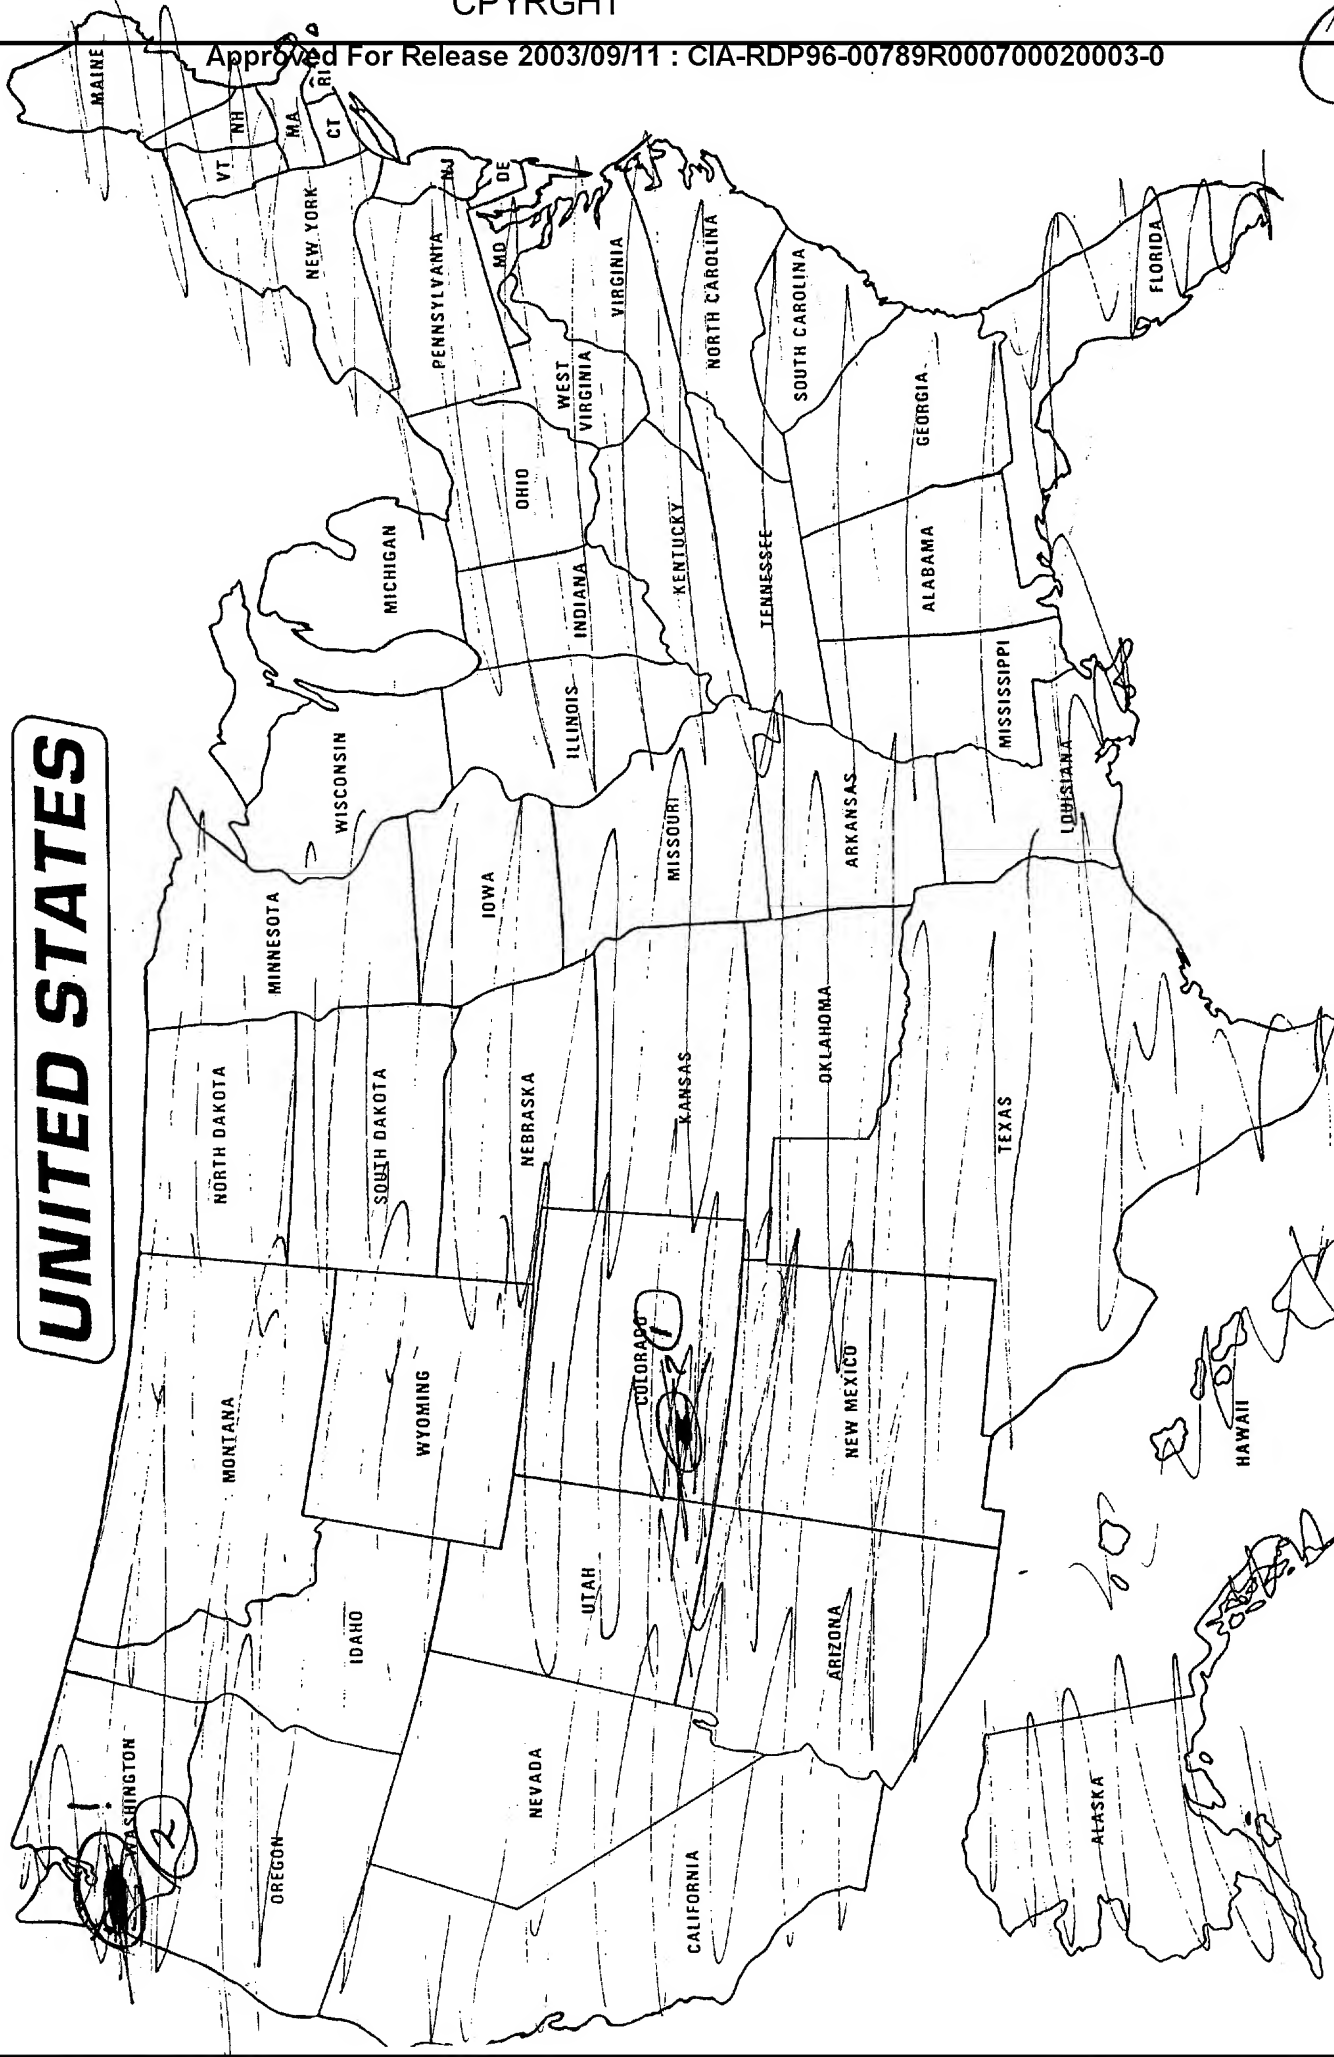 CPYRGHT
Approved For Release 2003/09/11 : CIA-RDP96-00789R000700020003-0
UNITED STATES
WASHINGTON
OREGON
CALIFORNIA
NEVADA
IDAHO
MONTANA
WYOMING
UTAH
ARIZONA
COLORADO
NEW MEXICO
NORTH DAKOTA
SOUTH DAKOTA
NEBRASKA
KANSAS
OKLAHOMA
TEXAS
MINNESOTA
IOWA
MISSOURI
ARKANSAS
LOUISIANA
WISCONSIN
ILLINOIS
MICHIGAN
INDIANA
OHIO
KENTUCKY
TENNESSEE
MISSISSIPPI
ALABAMA
GEORGIA
FLORIDA
SOUTH CAROLINA
NORTH CAROLINA
VIRGINIA
WEST
VIRGINIA
PENNSYLVANIA
NEW YORK
MD
DE
NJ
VT
NH
MA
CT
RI
MAINE
ALASKA
HAWAII
1
2